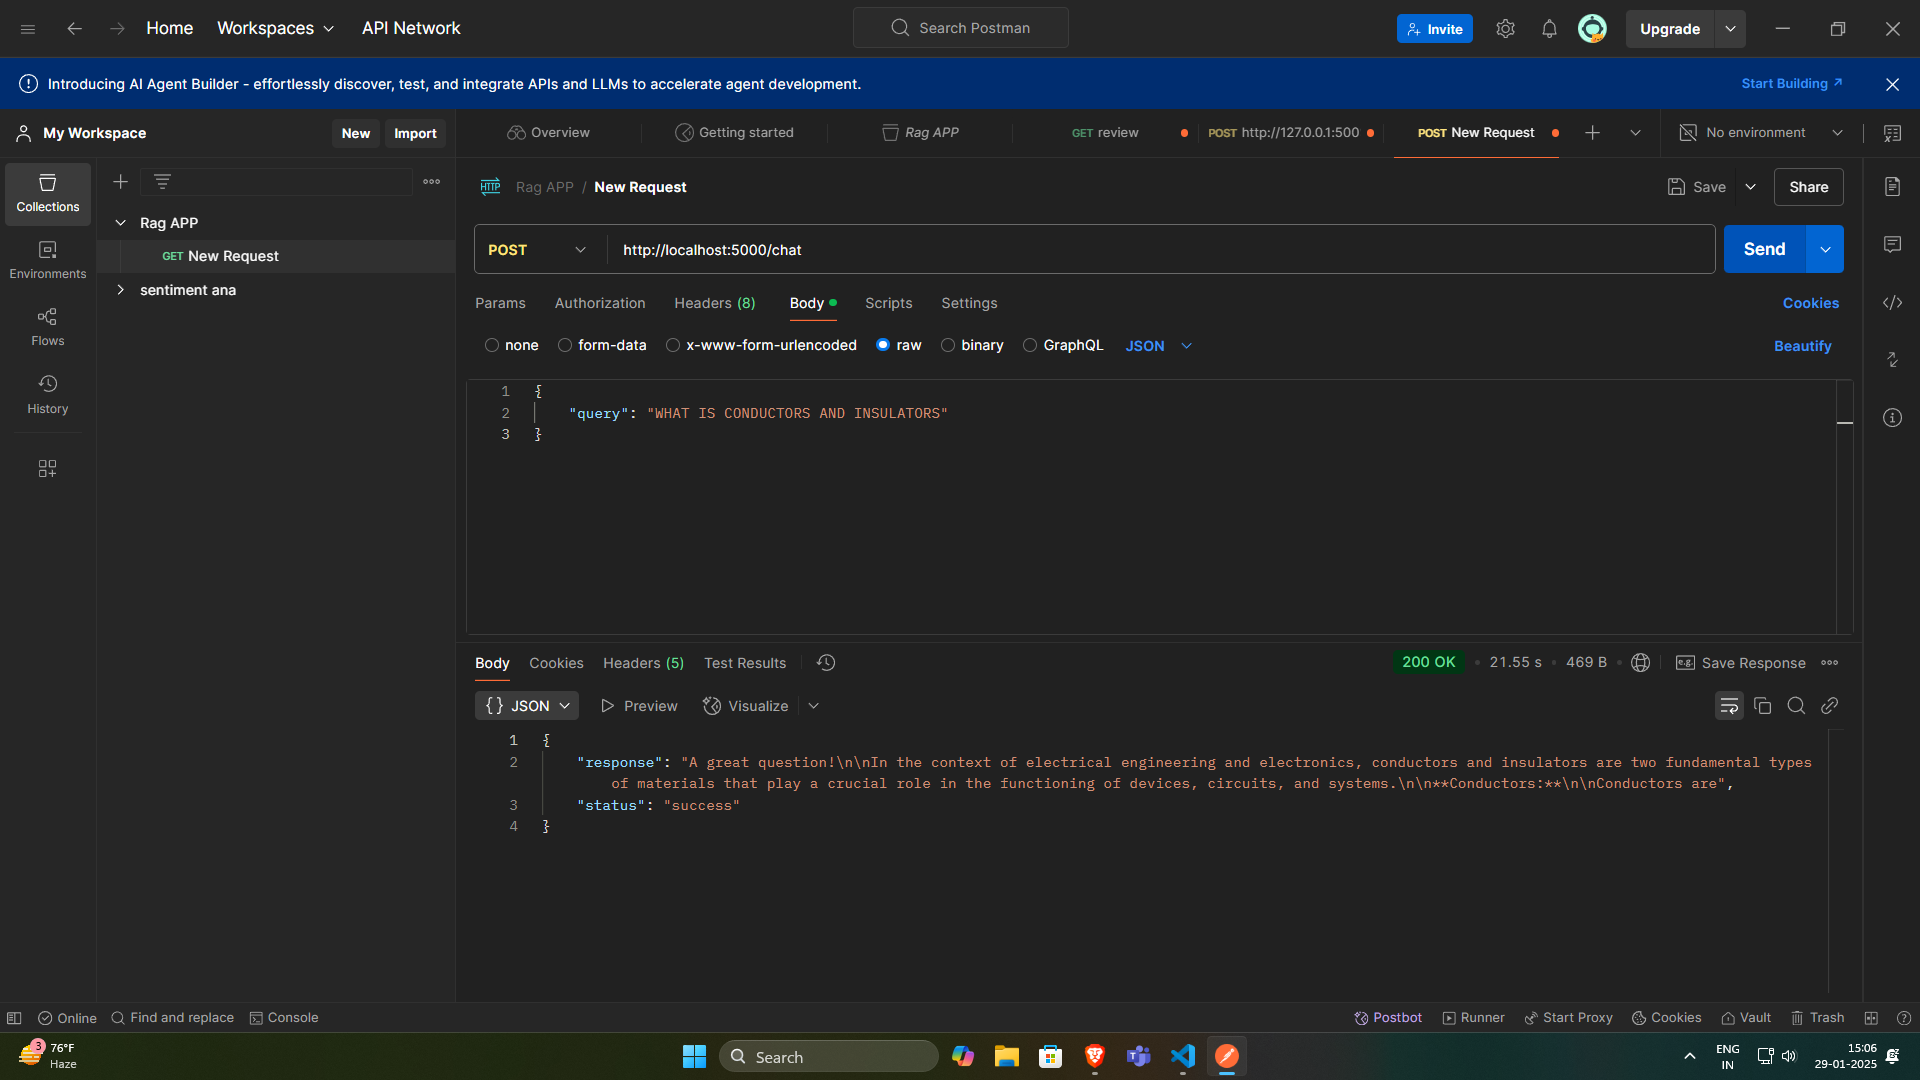 Home Workspaces API Network Search Postman Invite Upgrade
Introducing AI Agent Builder - effortlessly discover, test, and integrate APIs and LLMs to accelerate agent development. Start Building
My Workspace New Import Overview Getting started Rag APP GET review POST http://127.0.0.1:500 POST New Request No environment
Collections
Environments
Flows
History
Rag APP
GET New Request
sentiment ana
HTTP Rag APP / New Request Save Share
POST http://localhost:5000/chat Send
Params Authorization Headers (8) Body Scripts Settings Cookies
none form-data x-www-form-urlencoded raw binary GraphQL JSON Beautify
1 {
2 "query": "WHAT IS CONDUCTORS AND INSULATORS"
3 }
Body Cookies Headers (5) Test Results 200 OK 21.55 s 469 B e.g. Save Response
{} JSON Preview Visualize
1 {
2 "response": "A great question!\n\nIn the context of electrical engineering and electronics, conductors and insulators are two fundamental types
of materials that play a crucial role in the functioning of devices, circuits, and systems.\n\n**Conductors:**\n\nConductors are",
3 "status": "success"
4 }
Online Find and replace Console Postbot Runner Start Proxy Cookies Vault Trash
3 76°F
Haze
Search
ENG
IN
15:06
29-01-2025